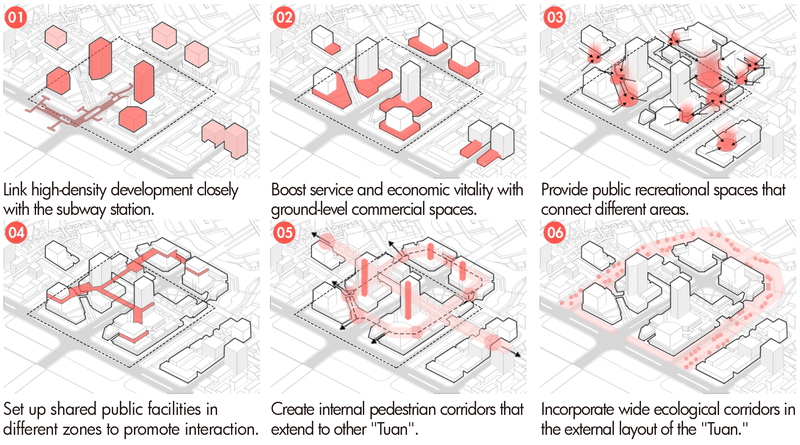 01
Link high-density development closely
with the subway station.
02
Boost service and economic vitality with
ground-level commercial spaces.
03
Provide public recreational spaces that
connect different areas.
04
Set up shared public facilities in
different zones to promote interaction.
05
Create internal pedestrian corridors that
extend to other "Tuan".
06
Incorporate wide ecological corridors in
the external layout of the "Tuan."